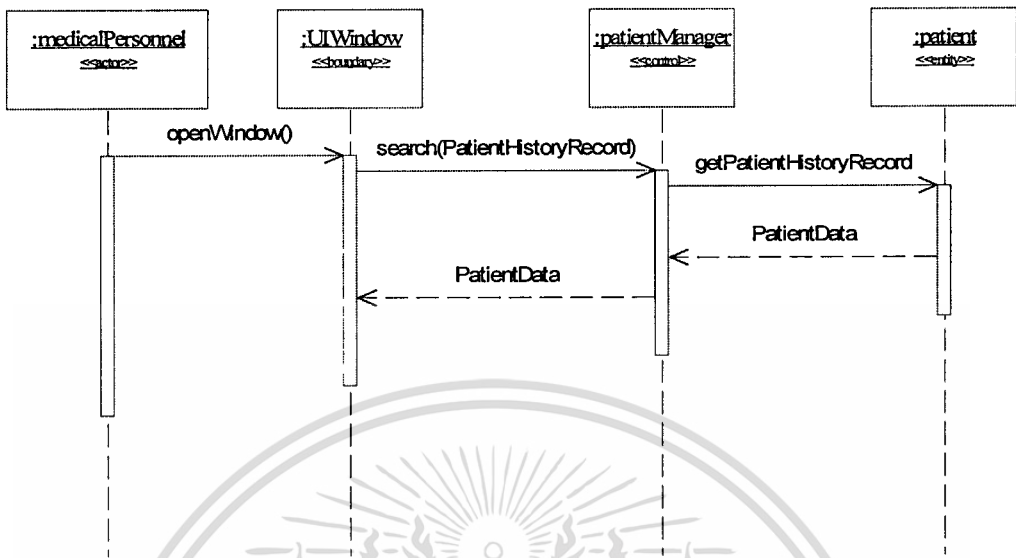 :medicalPersonnel
<<actor>>
:UIWindow
<<boundary>>
:patientManager
<<control>>
:patient
<<entity>>
openWindow()
search(PatientHistoryRecord)
getPatientHistoryRecord
PatientData
PatientData